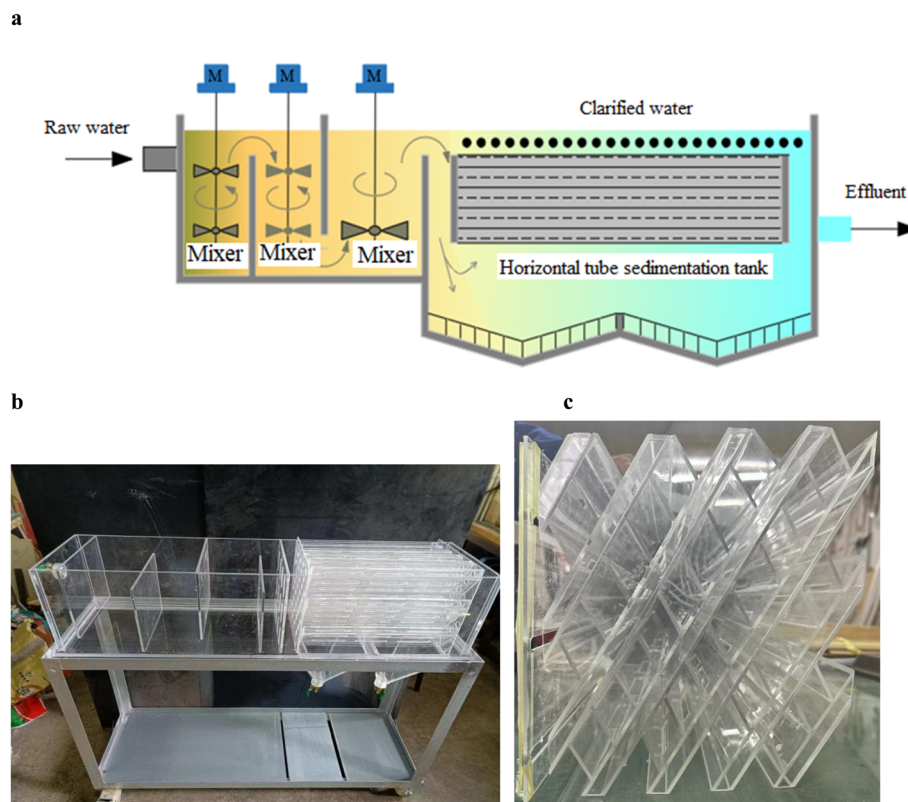 a
M
M
M
Clarified water
Raw water
Effluent
Mixer
Mixer
Mixer
Horizontal tube sedimentation tank
b
c